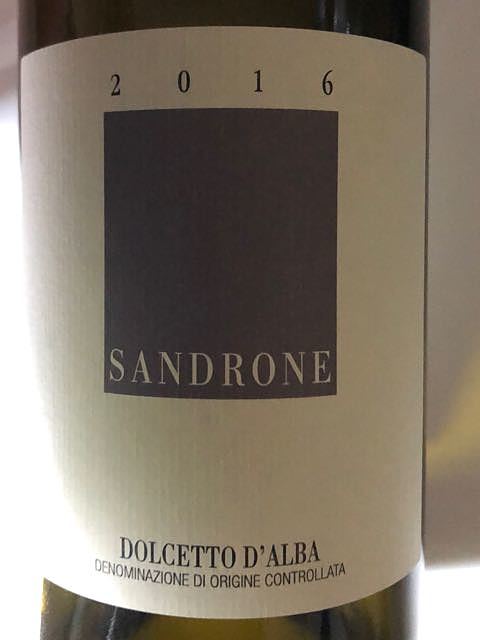 2016
SANDRONE
DOLCETTO D'ALBA
DENOMINAZIONE DI ORIGINE CONTROLLATA